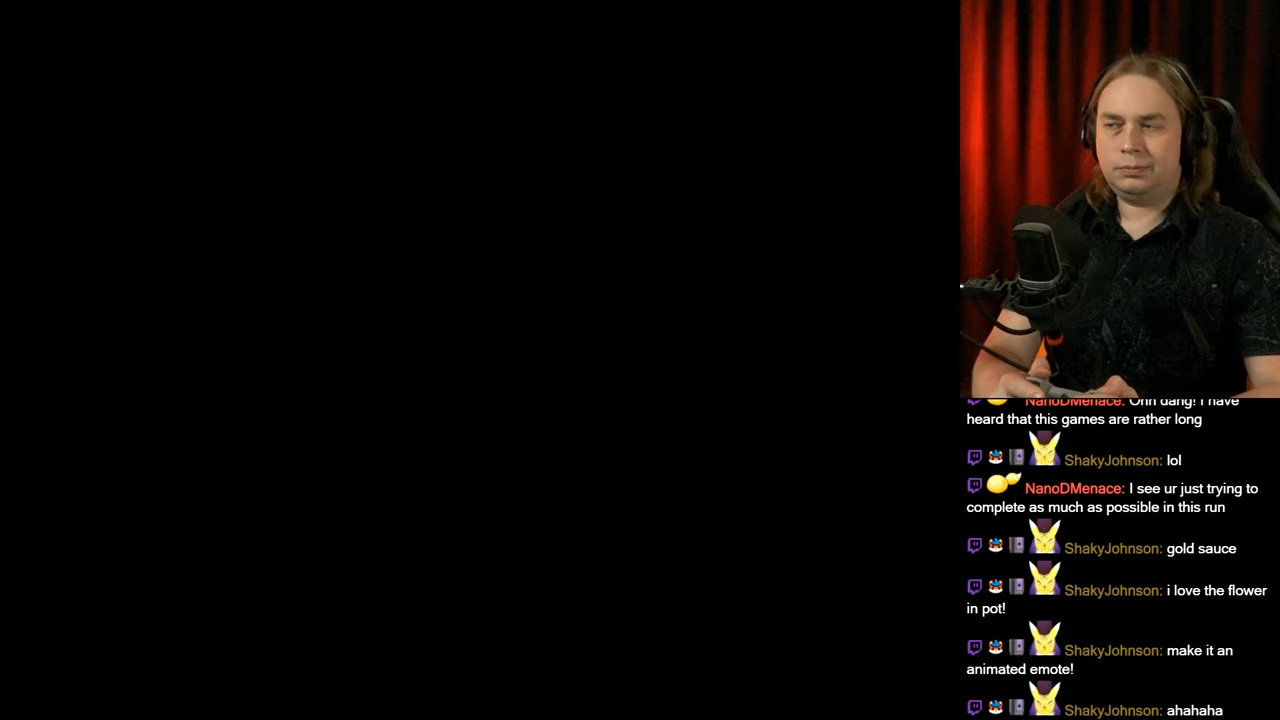 NanoDMenace: Ohh dang! I have
heard that this games are rather long
ShakyJohnson: lol
NanoDMenace: I see ur just trying to
complete as much as possible in this run
ShakyJohnson: gold sauce
ShakyJohnson: i love the flower
in pot!
ShakyJohnson: make it an
animated emote!
ShakyJohnson: ahahaha